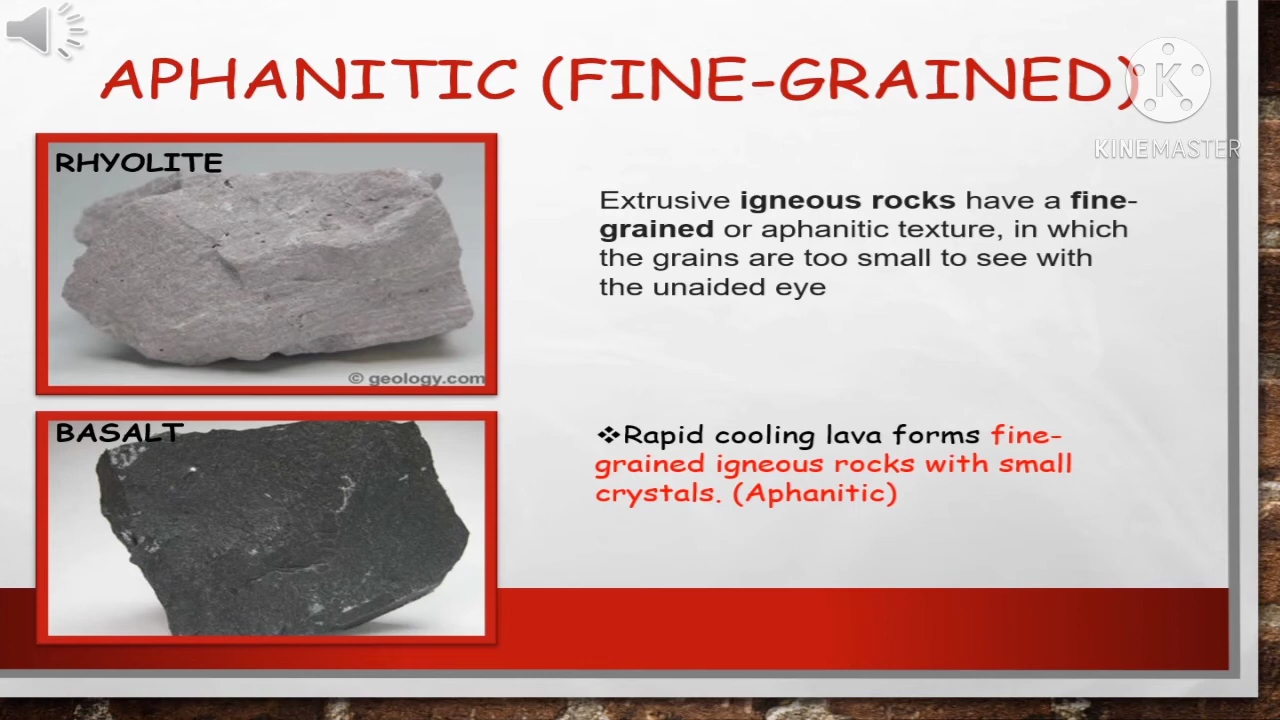 APHANITIC (FINE-GRAINED)
K
KINEMASTER
RHYOLITE
© geology.com
Extrusive igneous rocks have a fine-
grained or aphanitic texture, in which
the grains are too small to see with
the unaided eye
BASALT
❖Rapid cooling lava forms fine-
grained igneous rocks with small
crystals. (Aphanitic)